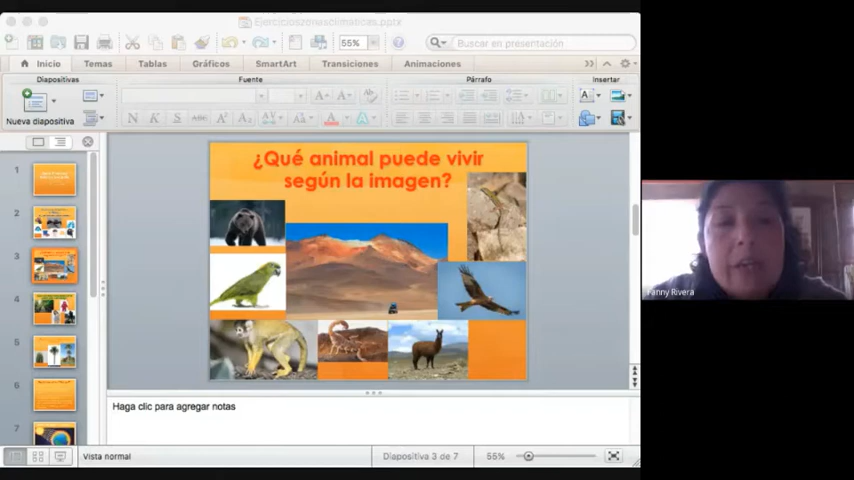 Ejercicioszonasclimaticas.pptx
55%
Buscar en presentación
Inicio
Temas
Tablas
Gráficos
SmartArt
Transiciones
Animaciones
Diapositivas
Fuente
Párrafo
Insertar
Nueva diapositiva
N K S
1
2
3
4
5
6
7
¿Qué animal puede vivir
según la imagen?
Haga clic para agregar notas
Vista normal
Diapositiva 3 de 7
55%
Fanny Rivera